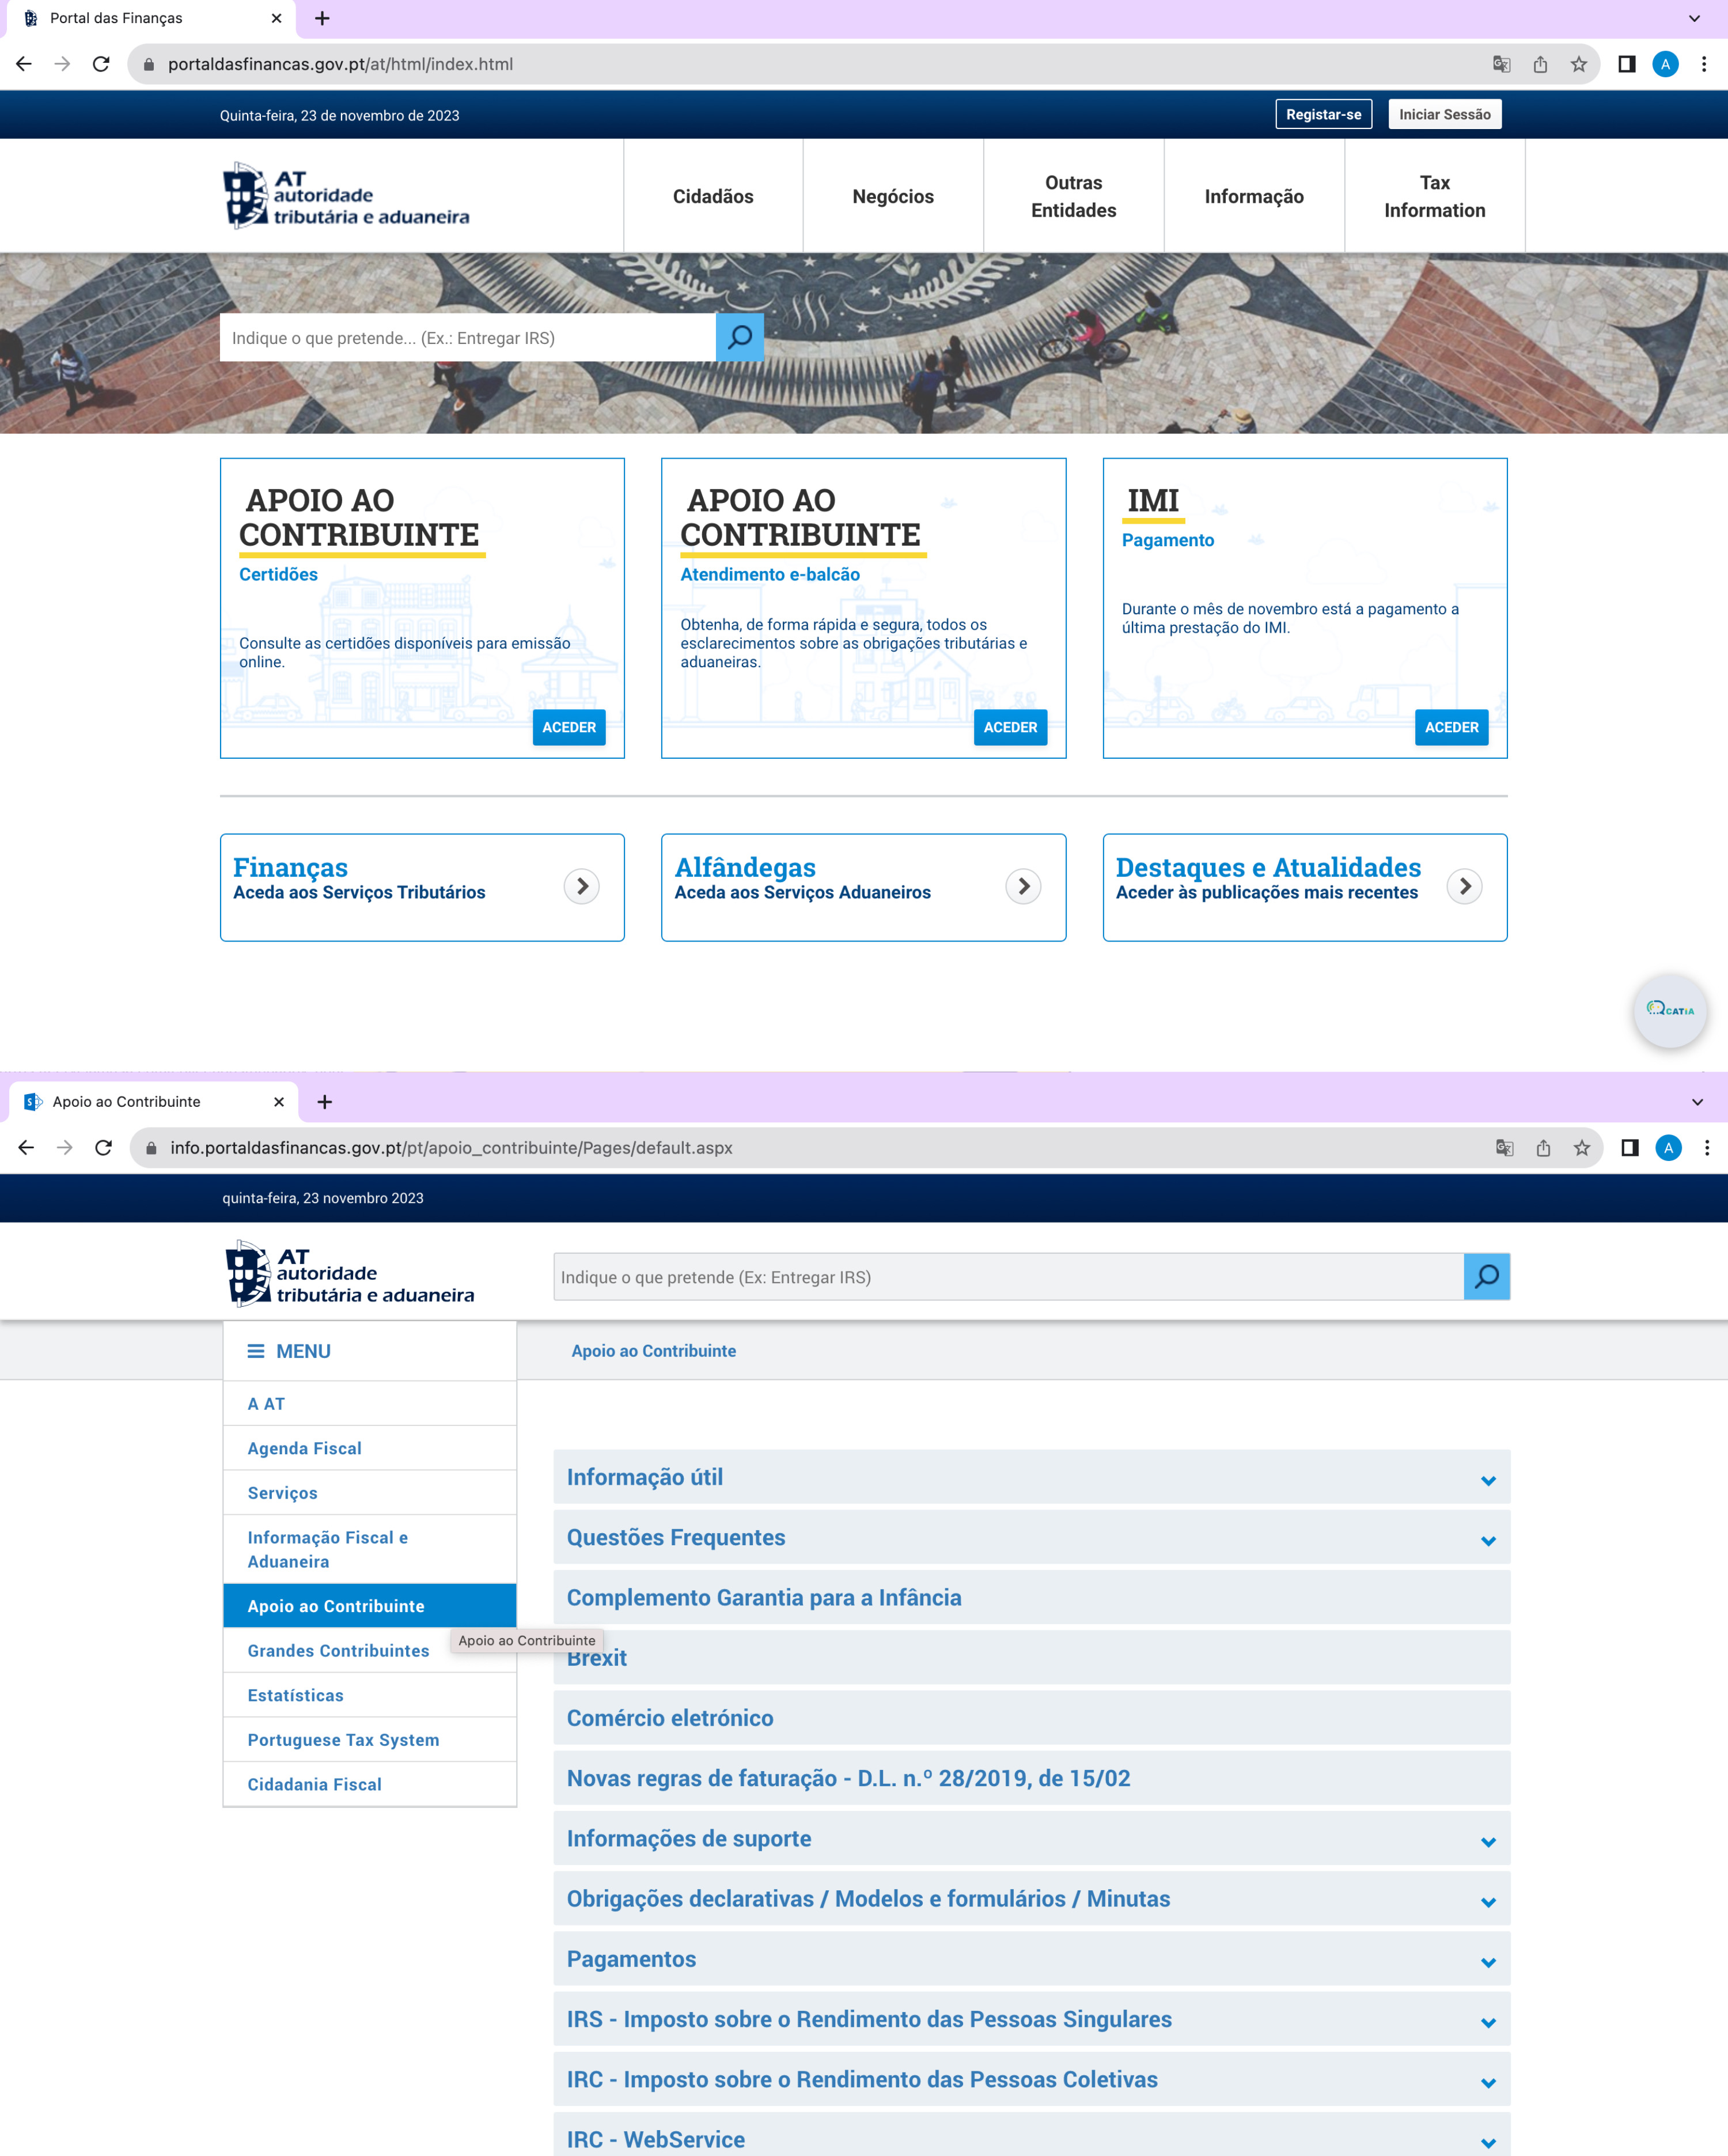 Portal das Finanças
portaldasfinancas.gov.pt/at/html/index.html
A
Quinta-feira, 23 de novembro de 2023
Registar-se
Iniciar Sessão
AT
autoridade
tributária e aduaneira
Cidadãos
Negócios
Outras
Entidades
Informação
Tax
Information
Indique o que pretende... (Ex.: Entregar IRS)
APOIO AO
CONTRIBUINTE
Certidões
Consulte as certidões disponíveis para emissão
online.
ACEDER
APOIO AO
CONTRIBUINTE
Atendimento e-balcão
Obtenha, de forma rápida e segura, todos os
esclarecimentos sobre as obrigações tributárias e
aduaneiras.
ACEDER
IMI
Pagamento
Durante o mês de novembro está a pagamento a
última prestação do IMI.
ACEDER
Finanças
Aceda aos Serviços Tributários
Alfândegas
Aceda aos Serviços Aduaneiros
Destaques e Atualidades
Aceder às publicações mais recentes
CATIA
Apoio ao Contribuinte
info.portaldasfinancas.gov.pt/pt/apoio_contribuinte/Pages/default.aspx
A
quinta-feira, 23 novembro 2023
AT
autoridade
tributária e aduaneira
Indique o que pretende (Ex: Entregar IRS)
MENU
Apoio ao Contribuinte
A AT
Agenda Fiscal
Serviços
Informação Fiscal e
Aduaneira
Apoio ao Contribuinte
Apoio ao Contribuinte
Grandes Contribuintes
Estatísticas
Portuguese Tax System
Cidadania Fiscal
Informação útil
Questões Frequentes
Complemento Garantia para a Infância
Brexit
Comércio eletrónico
Novas regras de faturação - D.L. n.º 28/2019, de 15/02
Informações de suporte
Obrigações declarativas / Modelos e formulários / Minutas
Pagamentos
IRS - Imposto sobre o Rendimento das Pessoas Singulares
IRC - Imposto sobre o Rendimento das Pessoas Coletivas
IRC - WebService